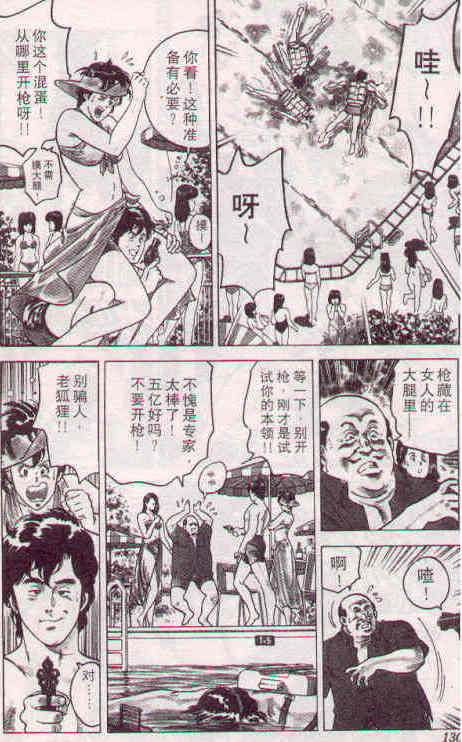 哇～!!
呀～
你看！这种准
备有必要？
你这个混蛋！
从哪里开枪呀!!
不需
摸大腿
摸～
枪藏在
女人的
大腿里──
喳！
啊！
等一下，别开
枪，刚才是试
试你的本领!!
不愧是专家，
太棒了！
五亿好吗？
不要开枪！
别骗人，
老狐狸!!
对……
130